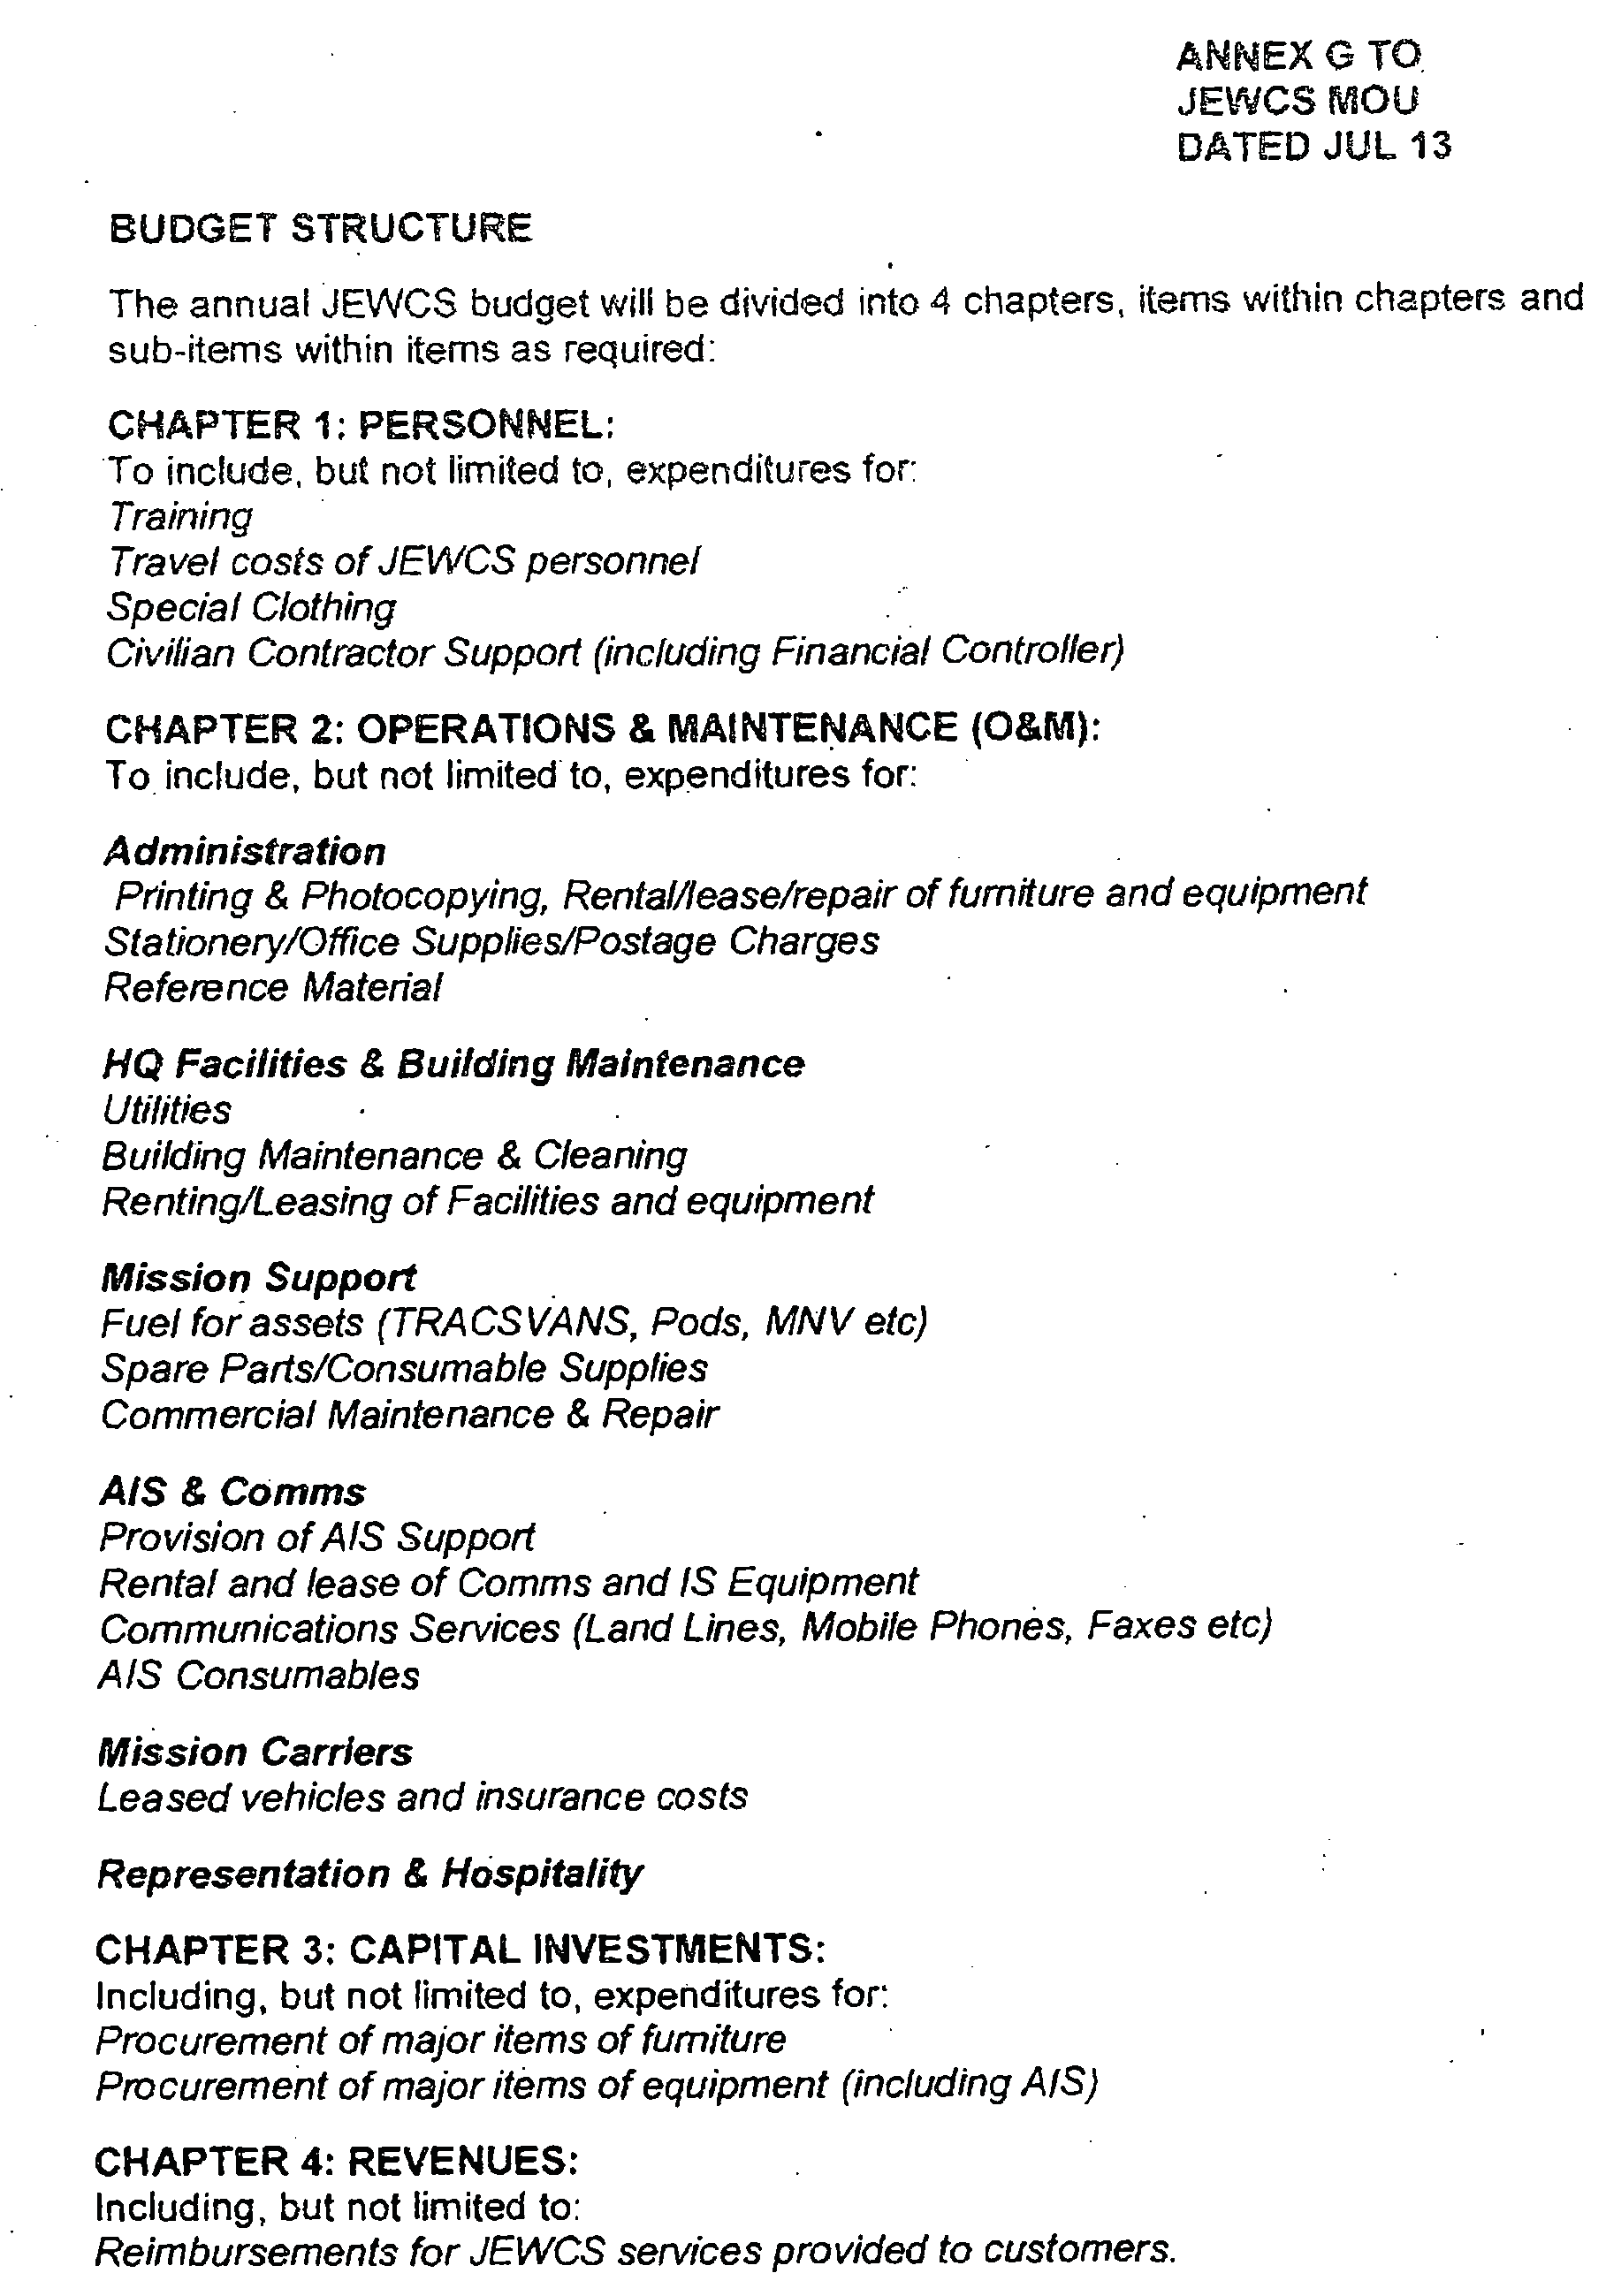 ANNEX G TO
JEWCS MOU
DATED JUL 13
BUDGET STRUCTURE
The annual JEWCS budget will be divided into 4 chapters, items within chapters and
sub-items within items as required:
CHAPTER 1: PERSONNEL:
To include, but not limited to, expenditures for:
Training
Travel costs of JEWCS personnel
Special Clothing
Civilian Contractor Support (including Financial Controller)
CHAPTER 2: OPERATIONS & MAINTENANCE (O&M):
To include, but not limited to, expenditures for:
Administration
Printing & Photocopying, Rental/lease/repair of furniture and equipment
Stationery/Office Supplies/Postage Charges
Reference Material
HQ Facilities & Building Maintenance
Utilities
Building Maintenance & Cleaning
Renting/Leasing of Facilities and equipment
Mission Support
Fuel for assets (TRACSVANS, Pods, MNV etc)
Spare Parts/Consumable Supplies
Commercial Maintenance & Repair
AIS & Comms
Provision of AIS Support
Rental and lease of Comms and IS Equipment
Communications Services (Land Lines, Mobile Phones, Faxes etc)
AIS Consumables
Mission Carriers
Leased vehicles and insurance costs
Representation & Hospitality
CHAPTER 3: CAPITAL INVESTMENTS:
Including, but not limited to, expenditures for:
Procurement of major items of furniture
Procurement of major items of equipment (including AIS)
CHAPTER 4: REVENUES:
Including, but not limited to:
Reimbursements for JEWCS services provided to customers.